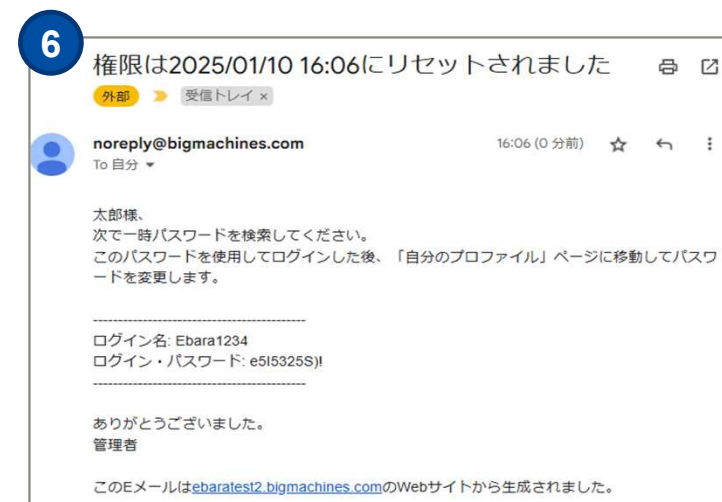 6
権限は2025/01/10 16:06にリセットされました
外部 受信トレイ ×
noreply@bigmachines.com 16:06 (0 分前)
To 自分
太郎様、
次で一時パスワードを検索してください。
このパスワードを使用してログインした後、「自分のプロファイル」ページに移動してパスワ
ードを変更します。
------------------------------------------
ログイン名: Ebara1234
ログイン・パスワード: e5I5325S)!
------------------------------------------
ありがとうございました。
管理者
このEメールはebaratest2.bigmachines.comのWebサイトから生成されました。